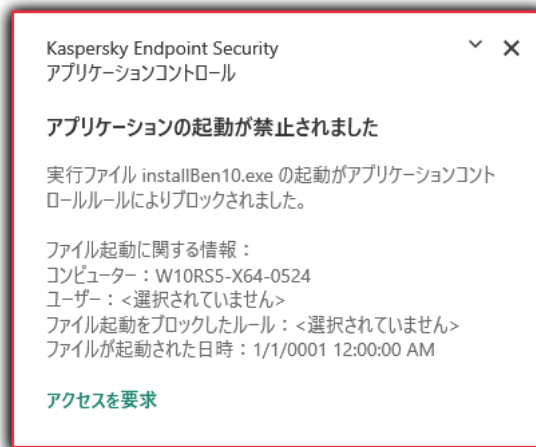 Kaspersky Endpoint Security
アプリケーションコントロール
アプリケーションの起動が禁止されました
実行ファイル installBen10.exe の起動がアプリケーションコント
ロールルールによりブロックされました。
ファイル起動に関する情報：
コンピューター：W10RS5-X64-0524
ユーザー：<選択されていません>
ファイル起動をブロックしたルール：<選択されていません>
ファイルが起動された日時：1/1/0001 12:00:00 AM
アクセスを要求